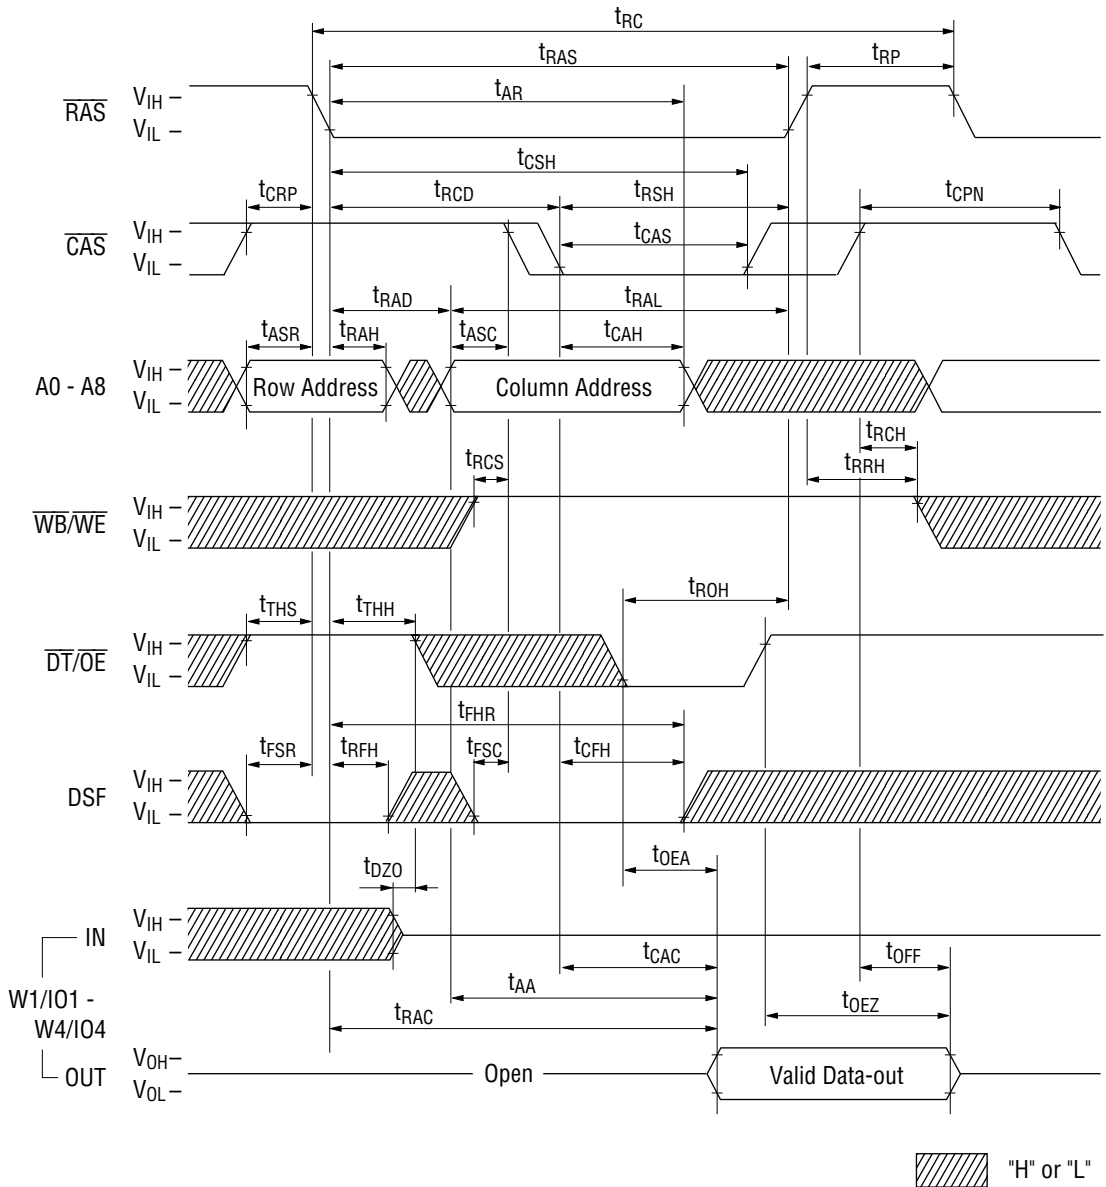 tRC
tRAS tRP
tAR
RAS VIH –
VIL –
tCSH
tCRP tRCD tRSH tCPN
CAS VIH –
VIL –
tCAS
tRAD tRAL
tASR tRAH tASC tCAH
A0 - A8 VIH –
VIL –
Row Address Column Address
tRCH
tRCS tRRH
WB/WE VIH –
VIL –
tROH
tTHS tTHH
DT/OE VIH –
VIL –
tFHR
tFSR tRFH tFSC tCFH
DSF VIH –
VIL –
tOEA
tDZO
IN VIH –
VIL –
tCAC tOFF
tAA tOEZ
W1/IO1 -
W4/IO4
tRAC
OUT VOH–
VOL –
Open Valid Data-out
"H" or "L"